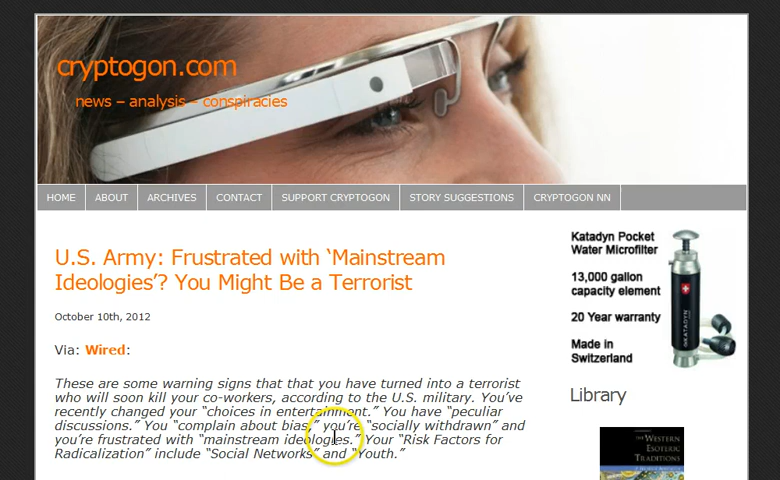 cryptogon.com
news – analysis – conspiracies
HOME ABOUT ARCHIVES CONTACT SUPPORT CRYPTOGON STORY SUGGESTIONS CRYPTOGON NN
U.S. Army: Frustrated with ‘Mainstream
Ideologies’? You Might Be a Terrorist
October 10th, 2012
Via: Wired:
These are some warning signs that that you have turned into a terrorist
who will soon kill your co-workers, according to the U.S. military. You’ve
recently changed your “choices in entertainment.” You have “peculiar
discussions.” You “complain about bias,” you’re “socially withdrawn” and
you’re frustrated with “mainstream ideologies.” Your “Risk Factors for
Radicalization” include “Social Networks” and “Youth.”
Katadyn Pocket
Water Microfilter
13,000 gallon
capacity element
20 Year warranty
Made in
Switzerland
Library
THE WESTERN
ESOTERIC
TRADITIONS